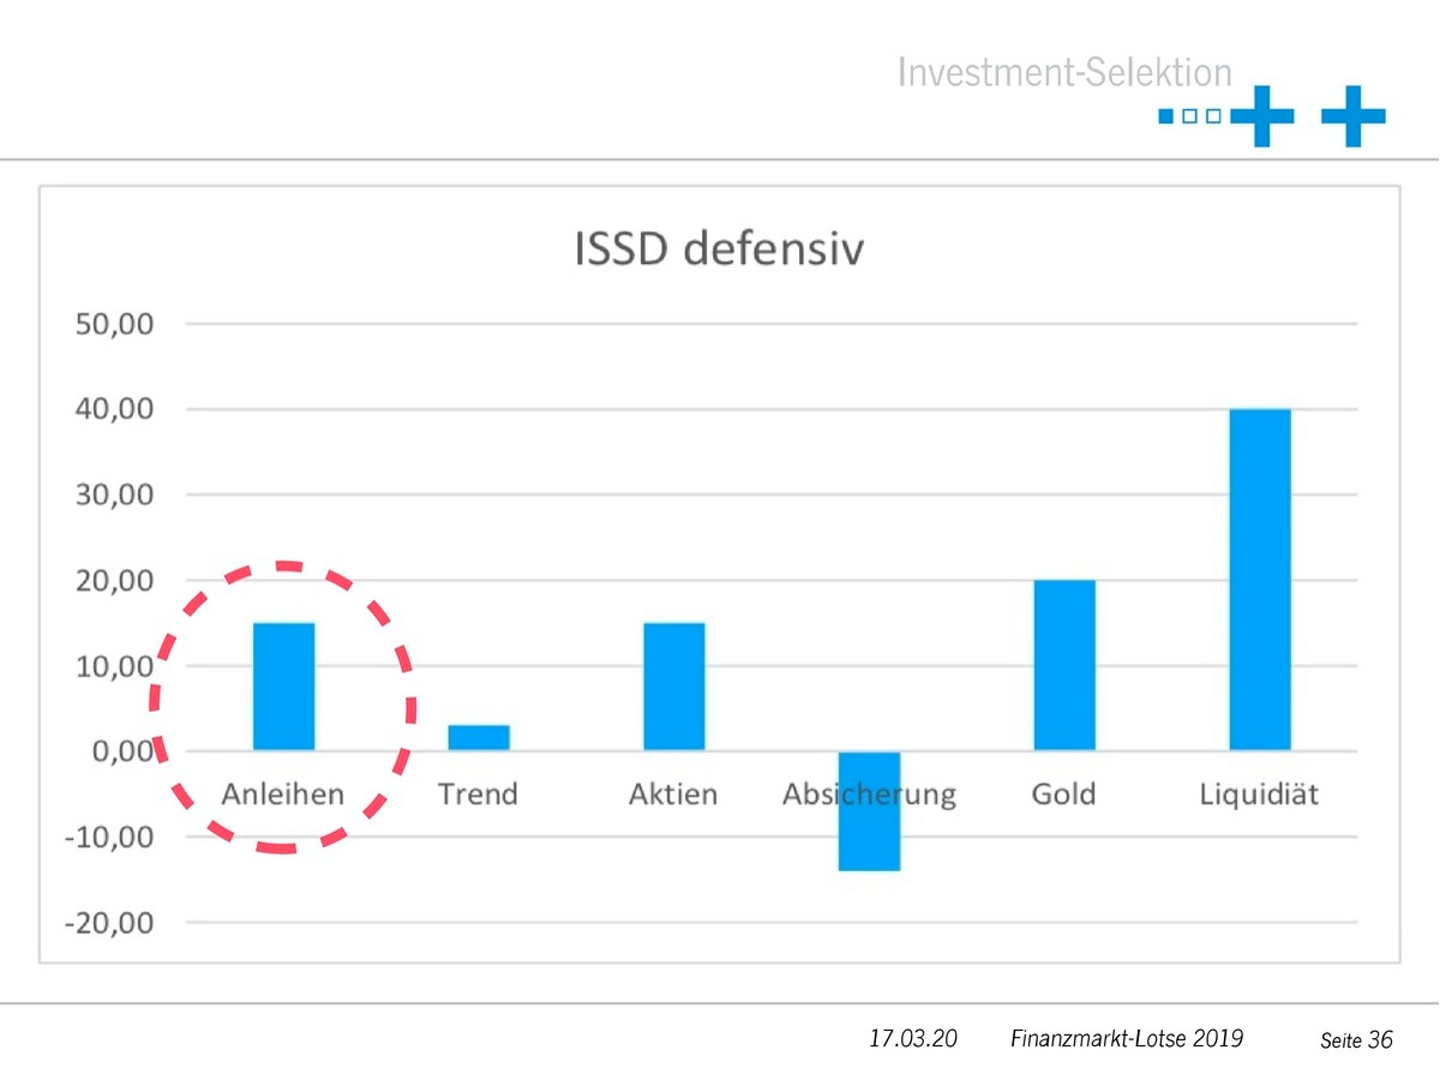 Investment-Selektion
ISSD defensiv
50,00
40,00
30,00
20,00
10,00
0,00
Anleihen Trend Aktien Absicherung Gold Liquidiät
-10,00
-20,00
17.03.20 Finanzmarkt-Lotse 2019 Seite 36